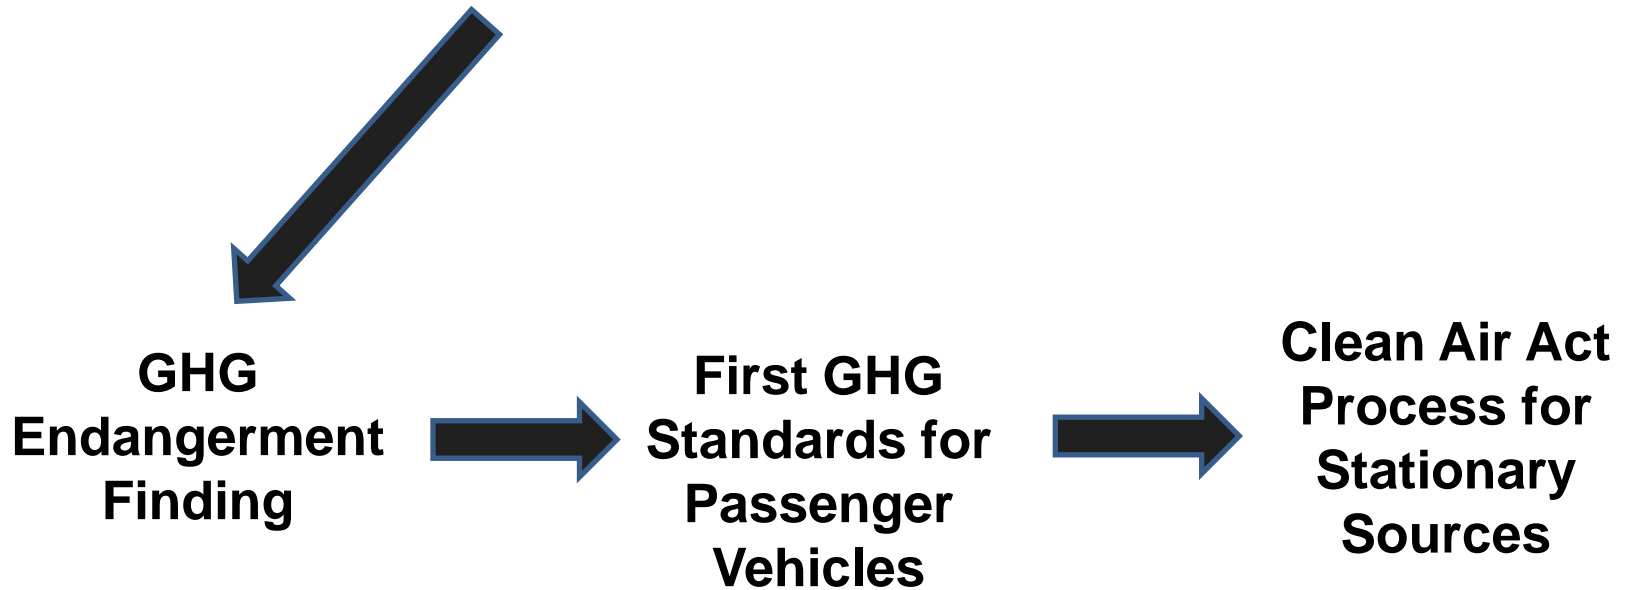 GHG
Endangerment
Finding
First GHG
Standards for
Passenger
Vehicles
Clean Air Act
Process for
Stationary
Sources